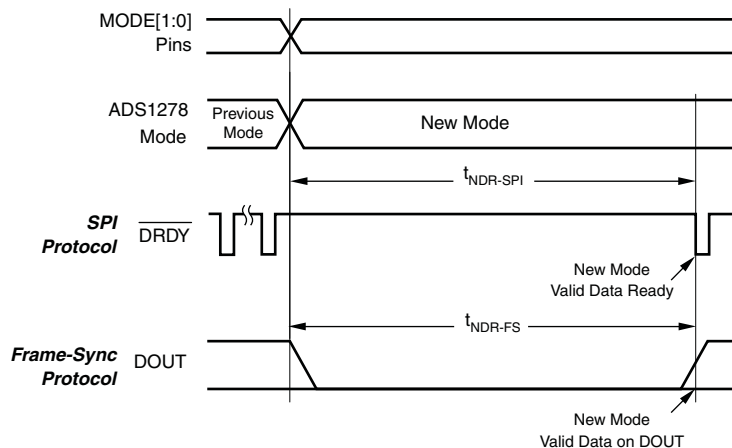 MODE[1:0]
Pins
ADS1278
Mode
Previous
Mode
New Mode
tNDR-SPI
SPI
Protocol
DRDY
New Mode
Valid Data Ready
tNDR-FS
Frame-Sync
Protocol
DOUT
New Mode
Valid Data on DOUT